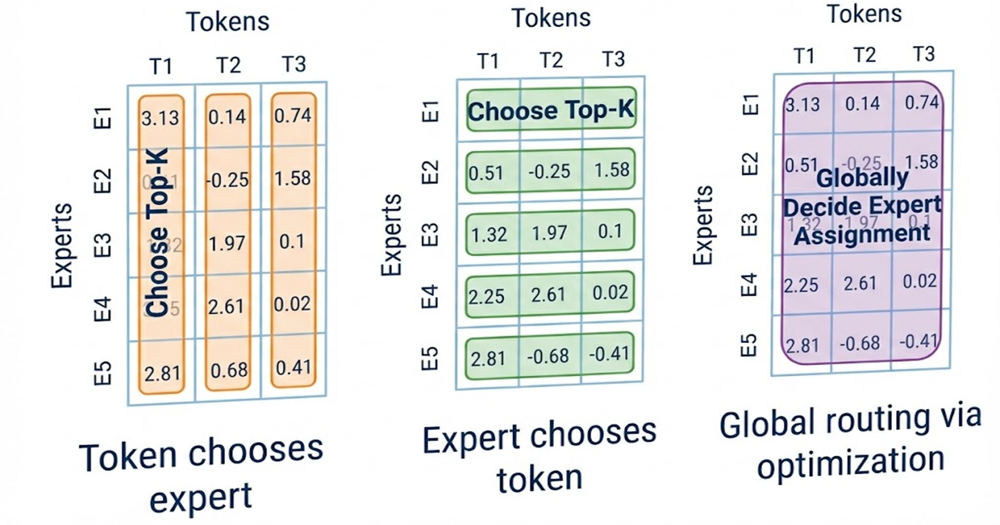 Tokens
T1 T2 T3
Experts
E1 3.13 0.14 0.74
E2 -0.25 1.58
E3 1.97 0.1
E4 2.61 0.02
E5 2.81 0.68 0.41
Choose Top-K
Token chooses
expert
Tokens
T1 T2 T3
Experts
E1 Choose Top-K
E2 0.51 -0.25 1.58
E3 1.32 1.97 0.1
E4 2.25 2.61 0.02
E5 2.81 -0.68 -0.41
Expert chooses
token
Tokens
T1 T2 T3
Experts
E1 3.13 0.14 0.74
E2 0.51 -0.25 1.58
E3 1.32 1.97 0.1
E4 2.25 2.61 0.02
E5 2.81 -0.68 -0.41
Globally
Decide Expert
Assignment
Global routing via
optimization